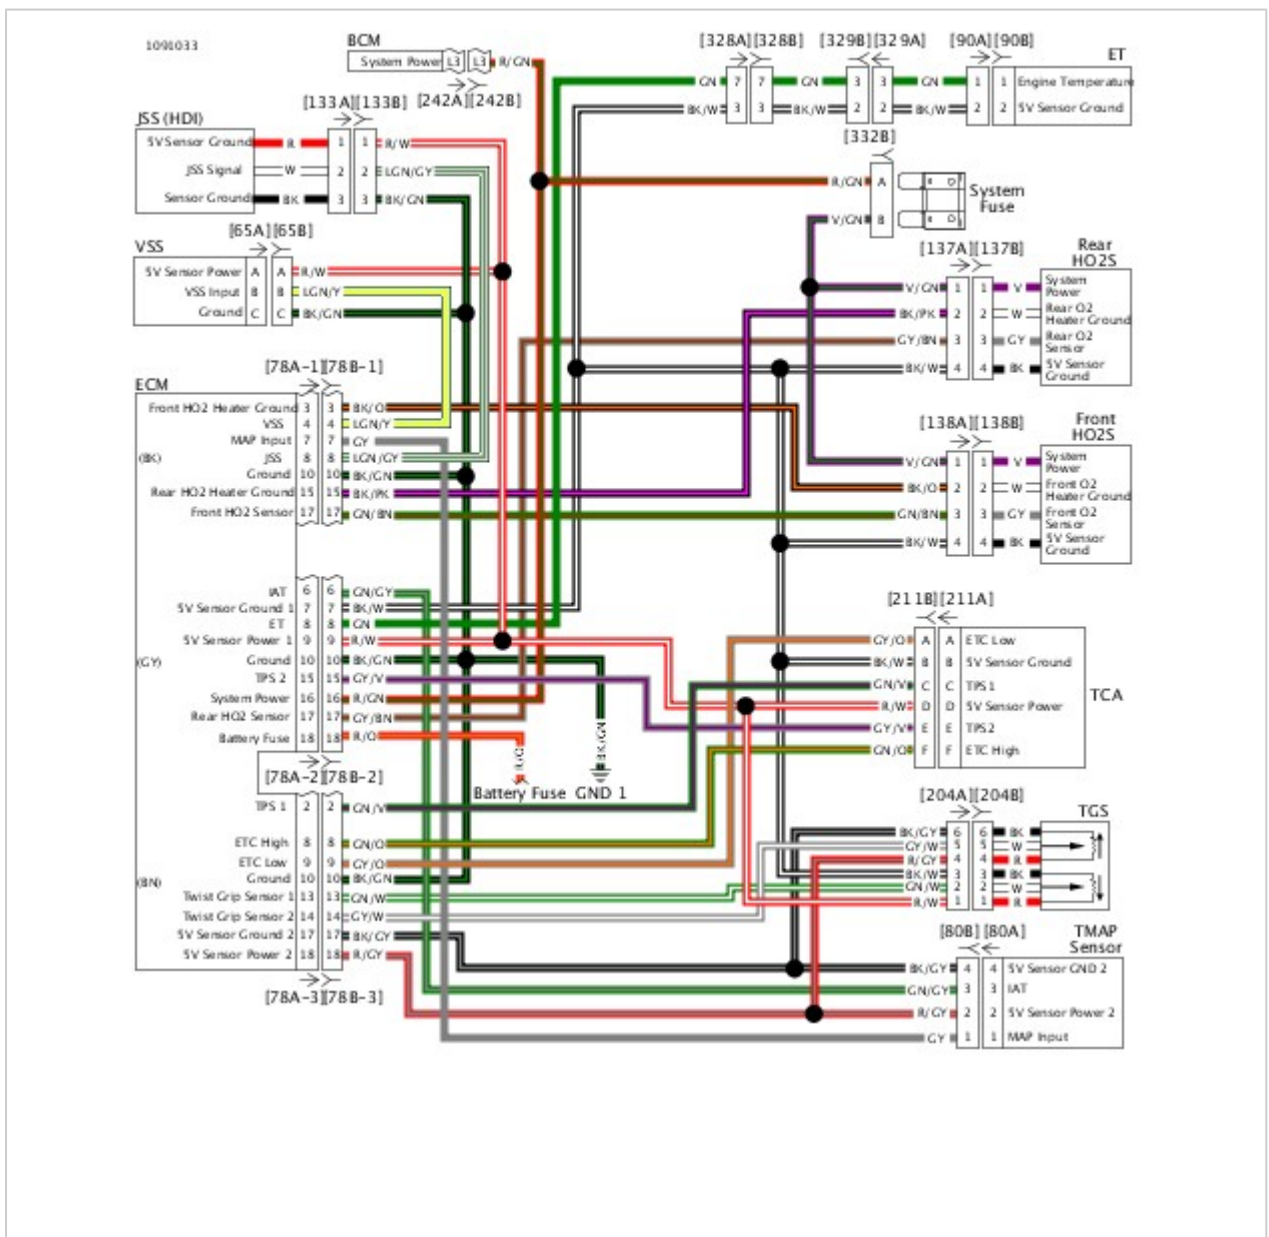 1091033
BCM
System Power L3 L3 R/GN
[242A][242B]
[328A][328B] [329B][329A] [90A][90B]
ET
GN 7 7 GN 3 3 GN 1 1 Engine Temperature
BK/W 3 3 BK/W 2 2 BK/W 2 2 5V Sensor Ground
[133A][133B]
JSS (HDI)
5V Sensor Ground R 1 1 R/W
JSS Signal W 2 2 LGN/GY
Sensor Ground BK 3 3 BK/GN
[332B]
R/GN A
V/GN B
System
Fuse
[65A][65B]
VSS
5V Sensor Power A A R/W
VSS Input B B LGN/Y
Ground C C BK/GN
[137A][137B]
Rear
HO2S
V/GN 1 1 V System
Power
BK/PK 2 2 W Rear O2
Heater Ground
GY/BN 3 3 GY Rear O2
Sensor
BK/W 4 4 BK 5V Sensor
Ground
[78A-1][78B-1]
ECM
Front HO2 Heater Ground 3 3 BK/O
VSS 4 4 LGN/Y
MAP Input 7 7 GY
(BK) JSS 8 8 LGN/GY
Ground 10 10 BK/GN
Rear HO2 Heater Ground 15 15 BK/PK
Front HO2 Sensor 17 17 GN/BN
[138A][138B]
Front
HO2S
V/GN 1 1 V System
Power
BK/O 2 2 W Front O2
Heater Ground
GN/BN 3 3 GY Front O2
Sensor
BK/W 4 4 BK 5V Sensor
Ground
IAT 6 6 GN/GY
5V Sensor Ground 1 7 7 BK/W
ET 8 8 GN
5V Sensor Power 1 9 9 R/W
(GY) Ground 10 10 BK/GN
TPS 2 15 15 GY/V
System Power 16 16 R/GN
Rear HO2 Sensor 17 17 GY/BN
Battery Fuse 18 18 R/O
[78A-2][78B-2]
R/O
BK/GN
Battery Fuse GND 1
[211B][211A]
GY/O A A ETC Low
BK/W B B 5V Sensor Ground
GN/V C C TPS1
R/W D D 5V Sensor Power
GY/V E E TPS2
GN/O F F ETC High
TCA
TPS 1 2 2 GN/V
ETC High 8 8 GN/O
ETC Low 9 9 GY/O
(BN) Ground 10 10 BK/GN
Twist Grip Sensor 1 13 13 GN/W
Twist Grip Sensor 2 14 14 GY/W
5V Sensor Ground 2 17 17 BK/GY
5V Sensor Power 2 18 18 R/GY
[78A-3][78B-3]
[204A][204B]
TGS
BK/GY 6 6 BK
GY/W 5 5 W
R/GY 4 4 R
BK/W 3 3 BK
GN/W 2 2 W
R/W 1 1 R
[80B][80A]
TMAP
Sensor
BK/GY 4 4 5V Sensor GND 2
GN/GY 3 3 IAT
R/GY 2 2 5V Sensor Power 2
GY 1 1 MAP Input